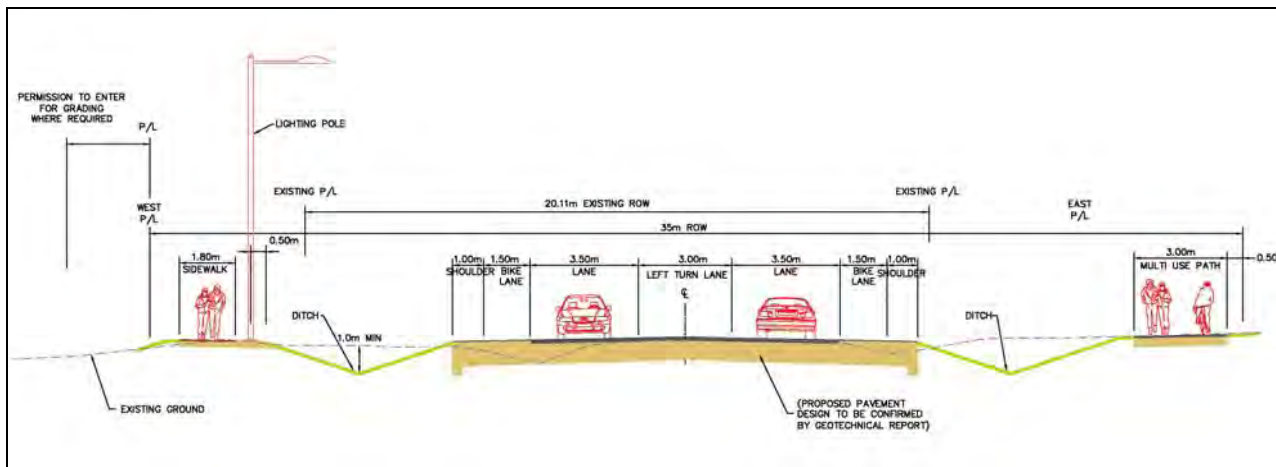 PERMISSION TO ENTER
FOR GRADING
WHERE REQUIRED
P/L
LIGHTING POLE
EXISTING P/L
EXISTING P/L
20.11m EXISTING ROW
WEST
P/L
EAST
P/L
35m ROW
0.50m
1.80m
SIDEWALK
1.00m
SHOULDER
1.50m
BIKE
LANE
3.50m
LANE
3.00m
LEFT TURN LANE
℄
3.50m
LANE
1.50m
BIKE
LANE
1.00m
SHOULDER
3.00m
MULTI USE PATH
0.50
DITCH
1.0m MIN
DITCH
EXISTING GROUND
(PROPOSED PAVEMENT
DESIGN TO BE CONFIRMED
BY GEOTECHNICAL REPORT)